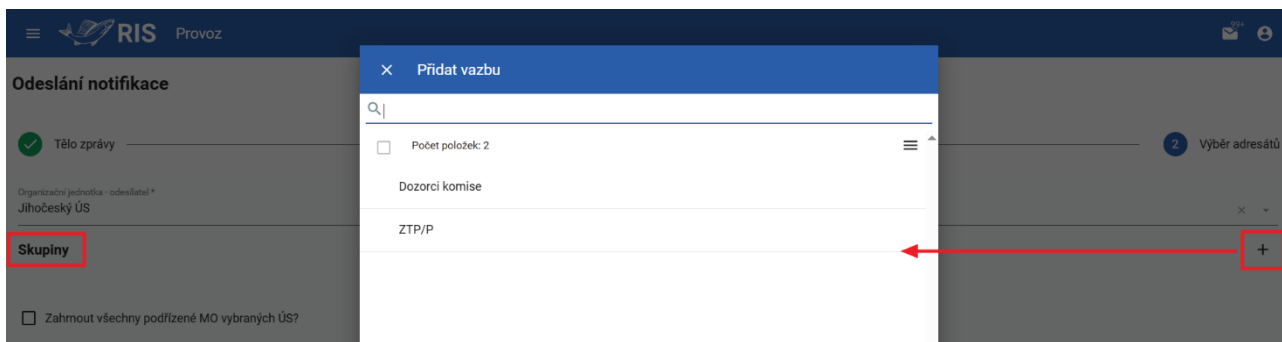 RIS Provoz
99+
Přidat vazbu
Odeslání notifikace
Tělo zprávy
2 Výběr adresátů
Počet položek: 2
Organizační jednotka - odesílatel *
Jihočeský ÚS
Dozorci komise
ZTP/P
Skupiny
Zahrnout všechny podřízené MO vybraných ÚS?